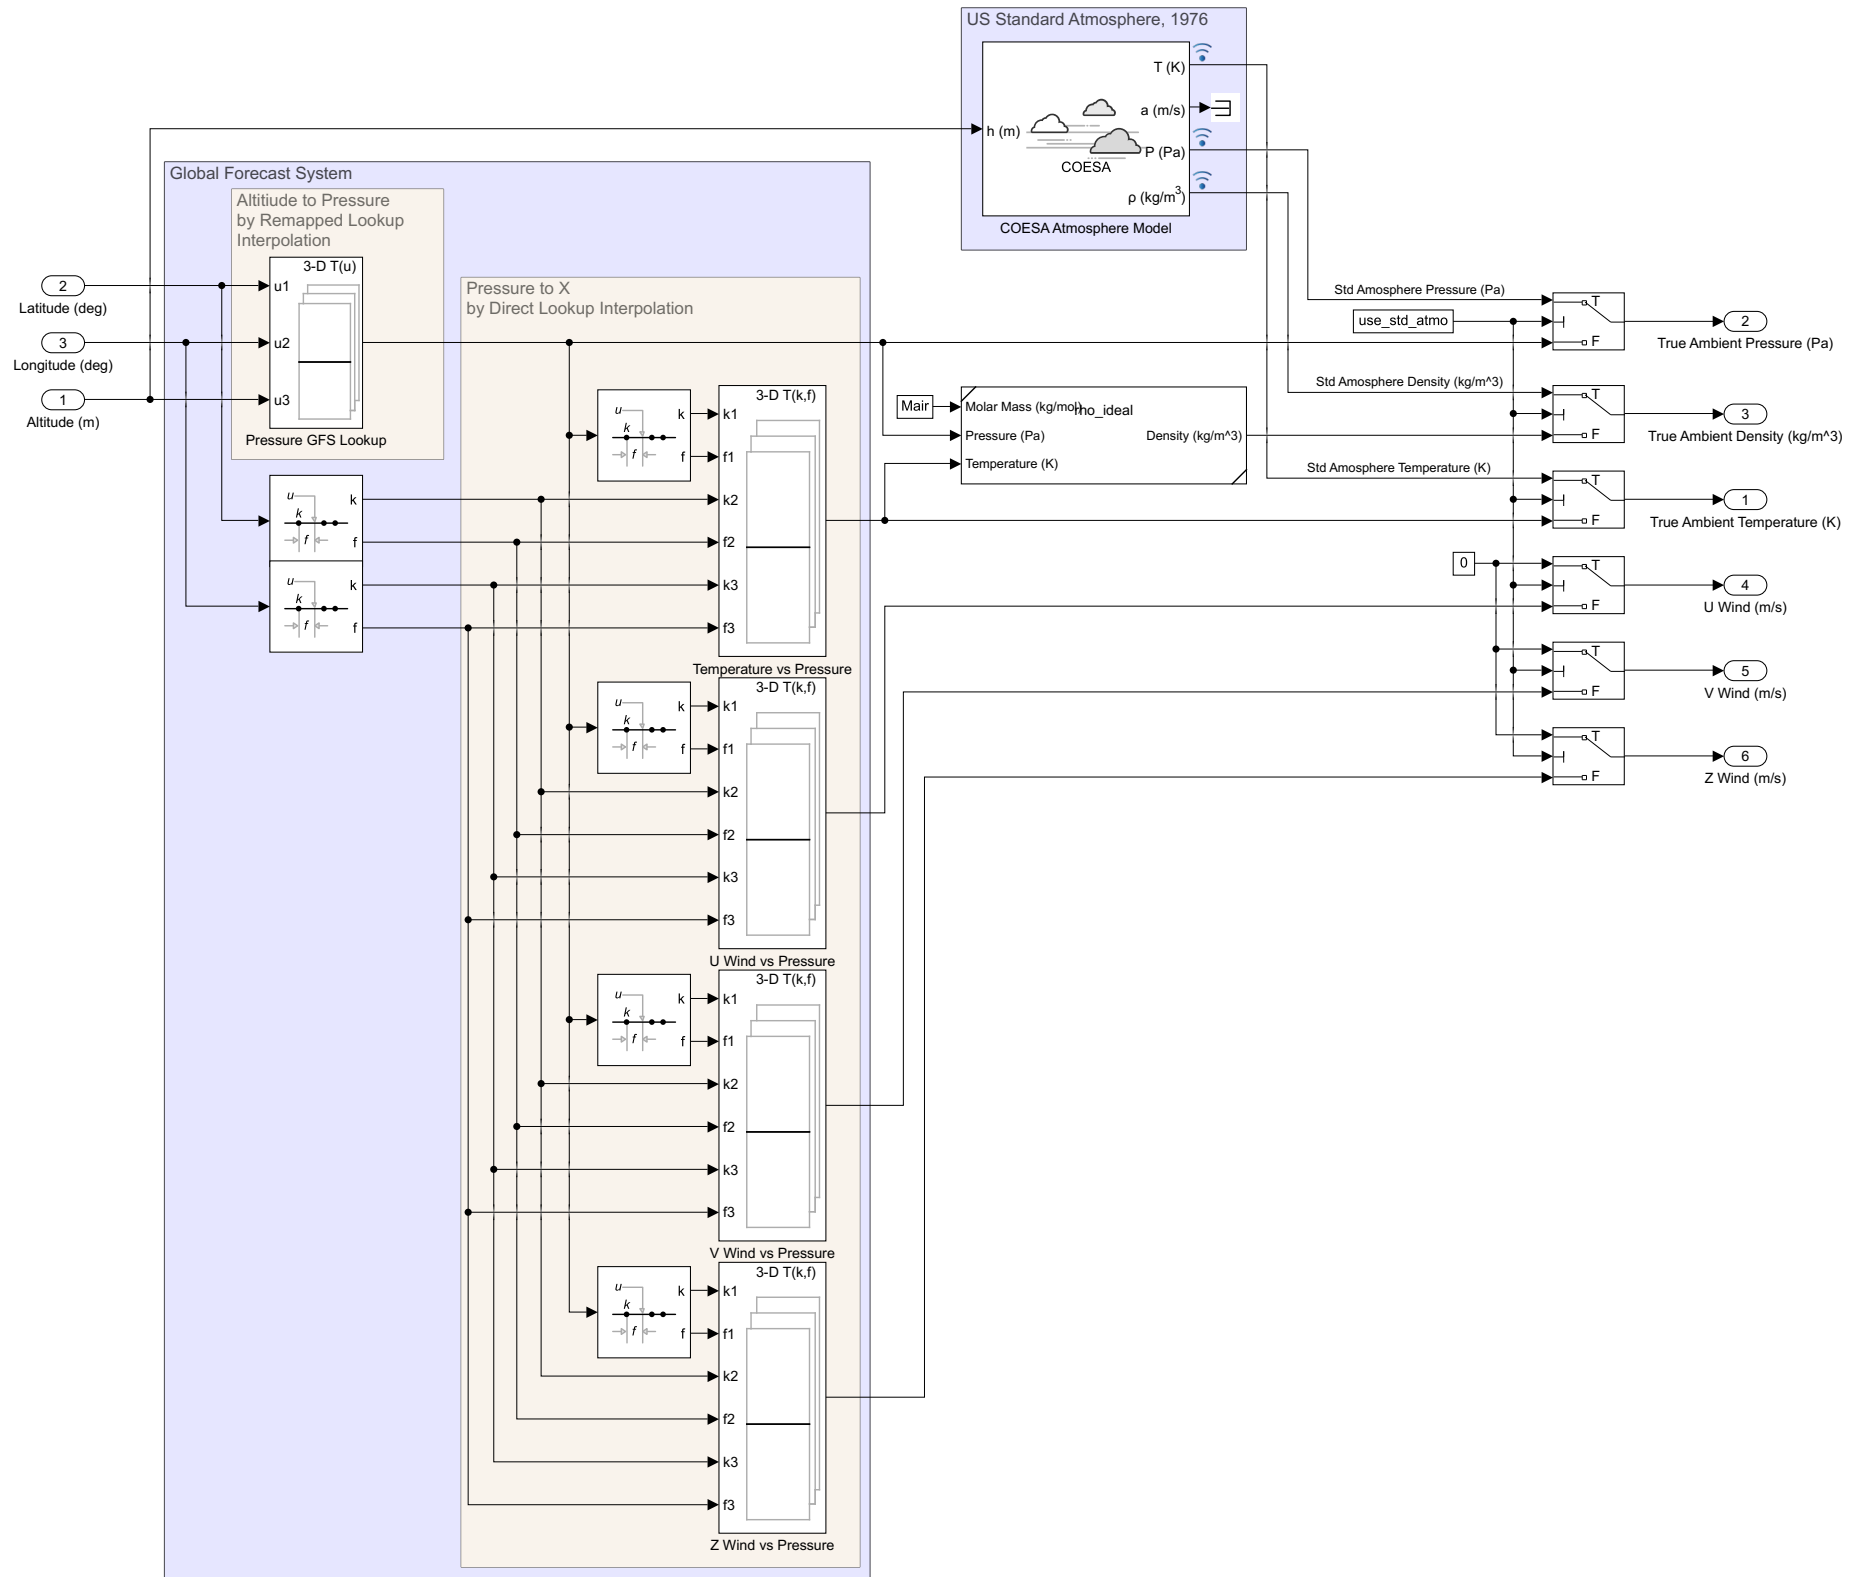 US Standard Atmosphere, 1976
T (K)
a (m/s)
h (m)
P (Pa)
COESA
ρ (kg/m³)
COESA Atmosphere Model
Global Forecast System
Altitiude to Pressure
by Remapped Lookup
Interpolation
3-D T(u)
2
u1
Latitude (deg)
3
u2
Longitude (deg)
1
u3
Altitude (m)
Pressure GFS Lookup
Pressure to X
by Direct Lookup Interpolation
Std Amosphere Pressure (Pa)
T
use_std_atmo
2
F
True Ambient Pressure (Pa)
Std Amosphere Density (kg/m^3)
T
3
F
True Ambient Density (kg/m^3)
Mair
Molar Mass (kg/mol)
rho_ideal
Pressure (Pa)
Density (kg/m^3)
Temperature (K)
Std Amosphere Temperature (K)
T
1
F
True Ambient Temperature (K)
0
T
4
F
U Wind (m/s)
T
5
F
V Wind (m/s)
T
6
F
Z Wind (m/s)
u
k
f
k
f
u
k
f
k
f
3-D T(k,f)
u
k
f
k
f
k1
f1
k2
f2
k3
f3
Temperature vs Pressure
3-D T(k,f)
u
k
f
k
f
k1
f1
k2
f2
k3
f3
U Wind vs Pressure
3-D T(k,f)
u
k
f
k
f
k1
f1
k2
f2
k3
f3
V Wind vs Pressure
3-D T(k,f)
u
k
f
k
f
k1
f1
k2
f2
k3
f3
Z Wind vs Pressure